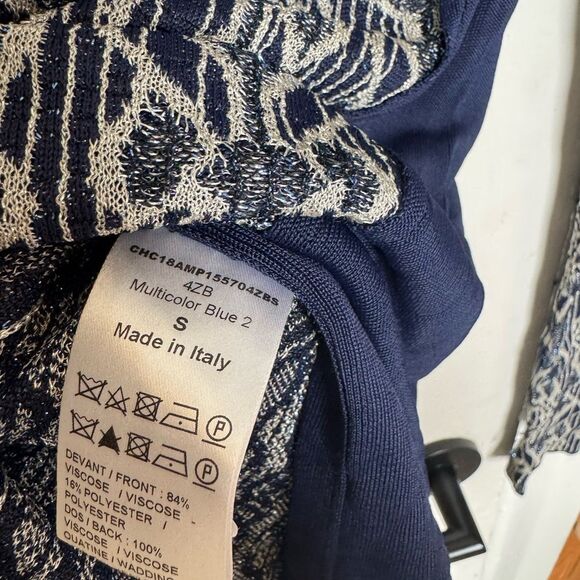 CHC18AMP155704ZBS
4ZB
Multicolor Blue 2
S
Made in Italy
P
P
DEVANT / FRONT : 84%
VISCOSE / VISCOSE
16% POLYESTER /
POLYESTER
DOS / BACK : 100%
VISCOSE / VISCOSE
OUATINE / WADDING